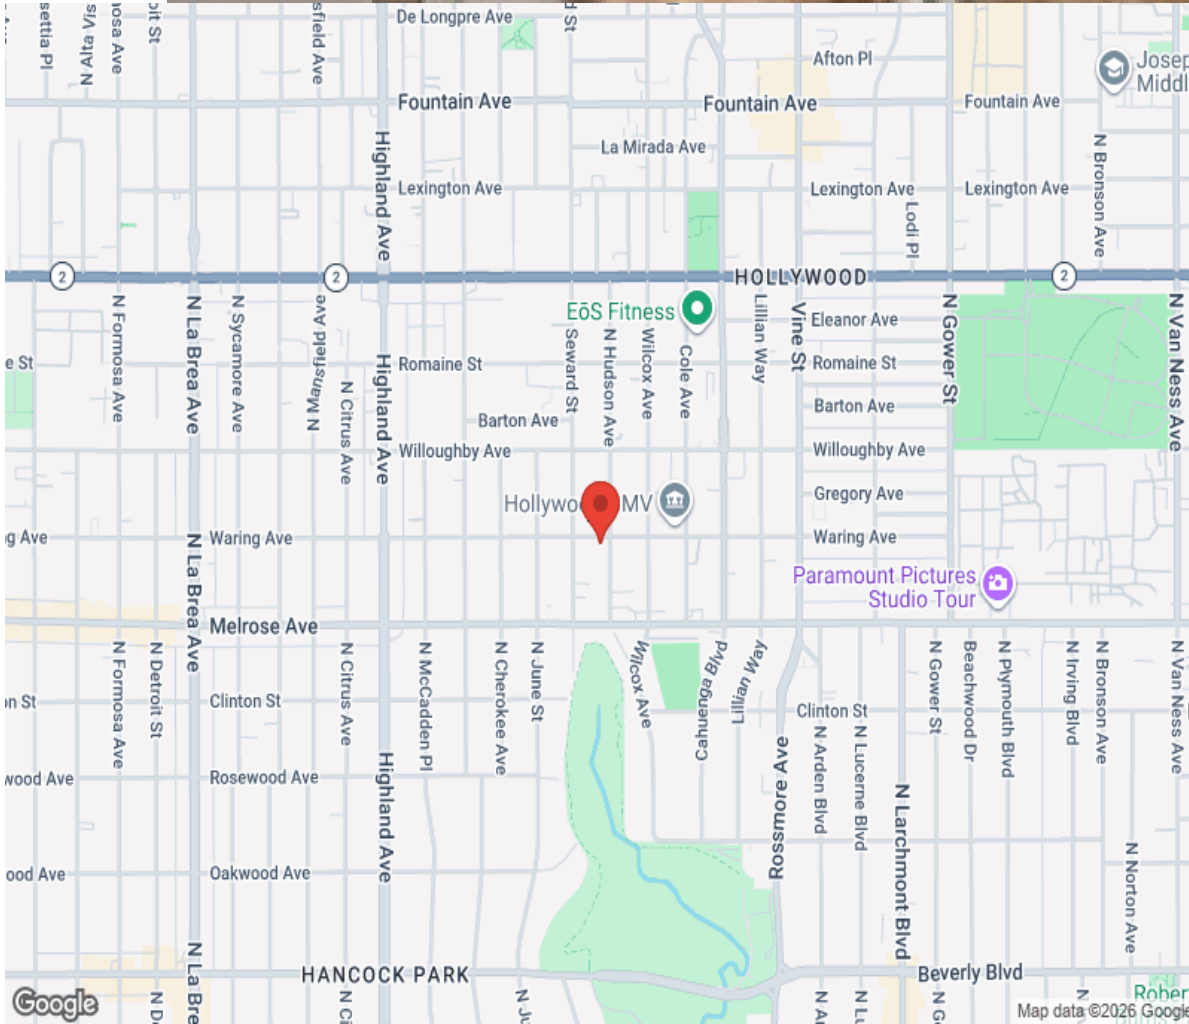 De Longpre Ave
Afton Pl
Fountain Ave
Fountain Ave
Fountain Ave
La Mirada Ave
Lexington Ave
Lexington Ave
Lexington Ave
Highland Ave
Lodi Pl
N Bronson Ave
2
2
HOLLYWOOD
2
EōS Fitness
N Formosa Ave
N La Brea Ave
N Sycamore Ave
N Mansfield Ave
N Citrus Ave
Highland Ave
Seward St
N Hudson Ave
Wilcox Ave
Cole Ave
Lillian Way
Vine St
N Gower St
N Van Ness Ave
Eleanor Ave
Romaine St
Romaine St
Barton Ave
Barton Ave
Willoughby Ave
Willoughby Ave
Gregory Ave
Waring Ave
Waring Ave
Paramount Pictures
Studio Tour
N La Brea Ave
Melrose Ave
N Formosa Ave
N Detroit St
N Citrus Ave
N McCadden Pl
N Cherokee Ave
N June St
Wilcox Ave
Cahuenga Blvd
Lillian Way
N Gower St
Beachwood Dr
N Plymouth Blvd
N Irving Blvd
N Bronson Ave
N Van Ness Ave
Clinton St
Clinton St
Rosewood Ave
Oakwood Ave
Highland Ave
Rossmore Ave
N Arden Blvd
N Lucerne Blvd
N Larchmont Blvd
N Norton Ave
HANCOCK PARK
Beverly Blvd
Google
Map data ©2026 Google